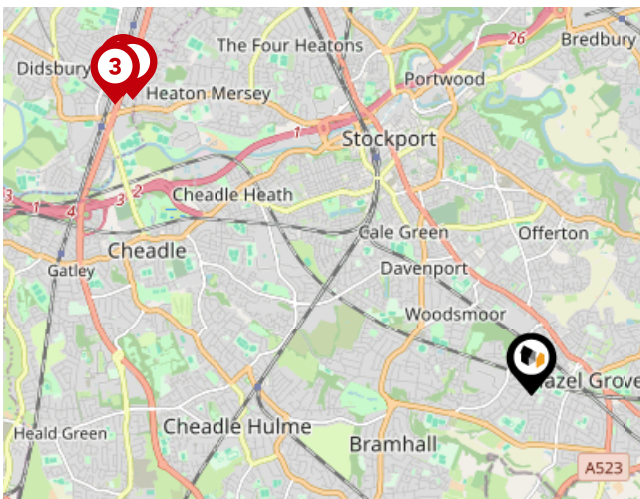 The Four Heatons
26
Bredbury
Didsbury
3
Portwood
Heaton Mersey
1
Stockport
3
1
4
3
2
Cheadle Heath
Cheadle
Cale Green
Offerton
Gatley
Davenport
Woodsmoor
azel Grove
Heald Green
Cheadle Hulme
Bramhall
A523